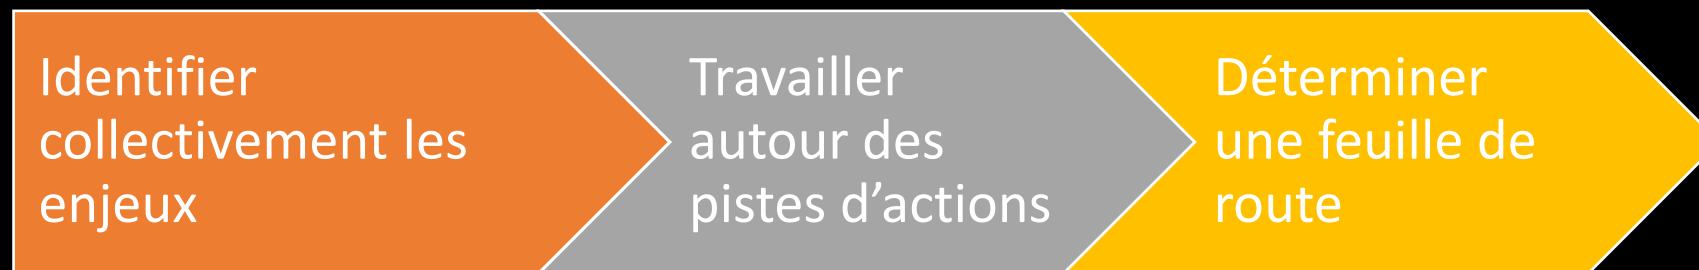 Identifier
collectivement les
enjeux
Travailler
autour des
pistes d’actions
Déterminer
une feuille de
route